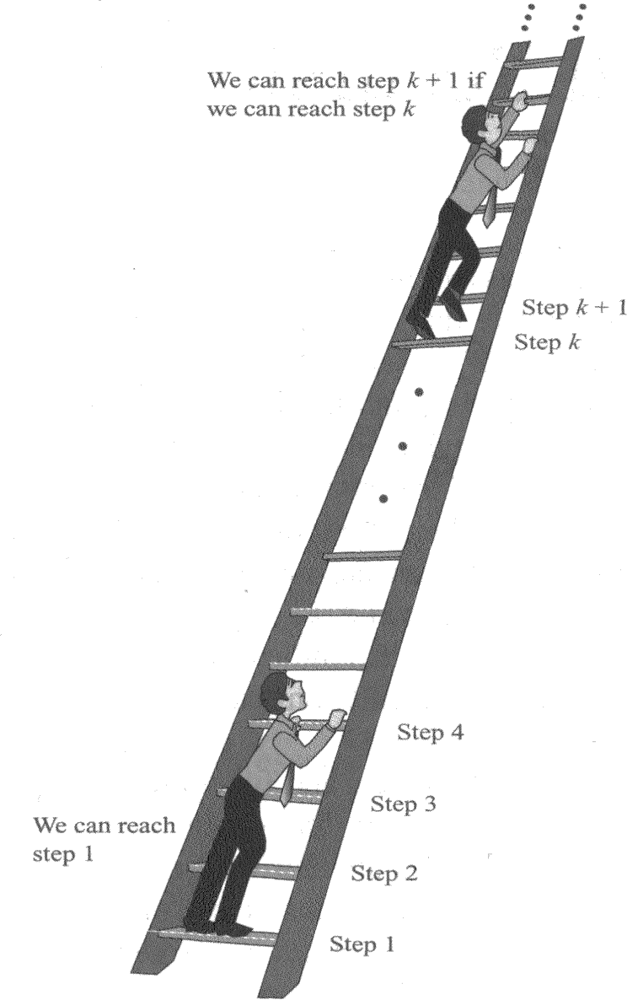 We can reach step k + 1 if
we can reach step k
Step k + 1
Step k
Step 4
Step 3
We can reach
step 1
Step 2
Step 1